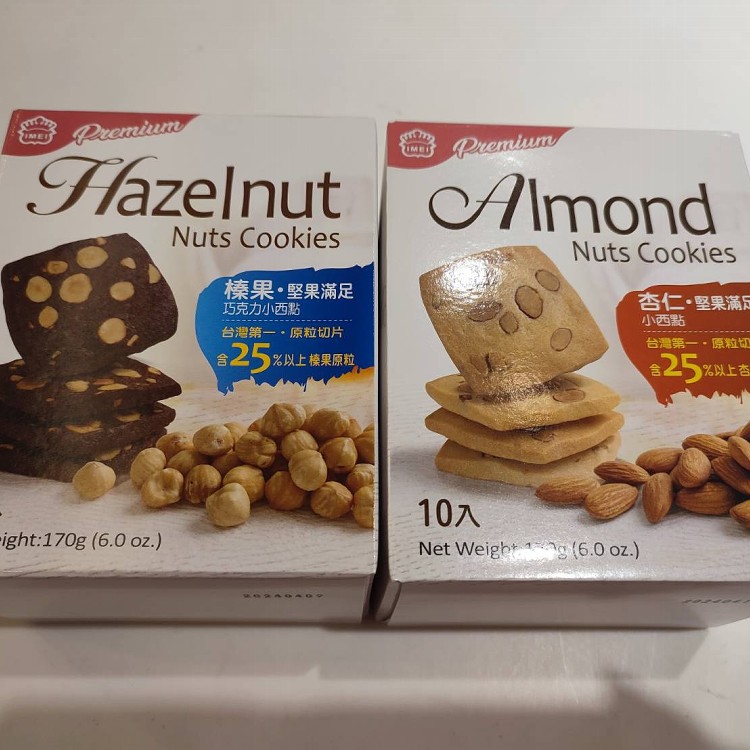 IMEI
Premium
Hazelnut
Nuts Cookies
榛果・堅果滿足
巧克力小西點
台灣第一・原粒切片
含25%以上榛果原粒
ight:170g (6.0 oz.)
IMEI
Premium
Almond
Nuts Cookies
杏仁・堅果滿足
小西點
台灣第一・原粒切
含25%以上杏
10入
Net Weight (6.0 oz.)